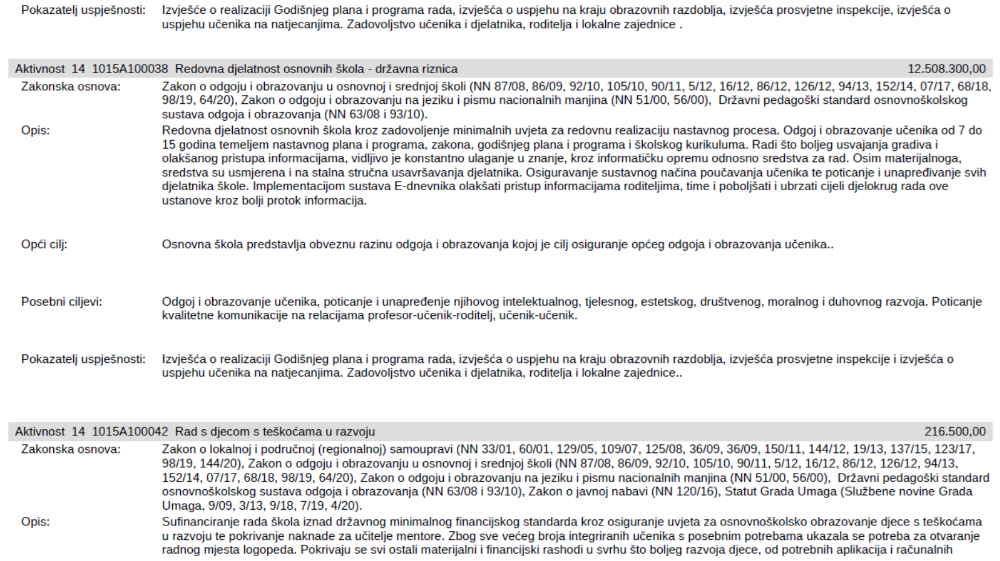 Pokazatelj uspješnosti: Izvješće o realizaciji Godišnjeg plana i programa rada, izvješća o uspjehu na kraju obrazovnih razdoblja, izvješća prosvjetne inspekcije, izvješća o
uspjehu učenika na natjecanjima. Zadovoljstvo učenika i djelatnika, roditelja i lokalne zajednice .
Aktivnost 14 1015A100038 Redovna djelatnost osnovnih škola - državna riznica 12.508.300,00
Zakonska osnova: Zakon o odgoju i obrazovanju u osnovnoj i srednjoj školi (NN 87/08, 86/09, 92/10, 105/10, 90/11, 5/12, 16/12, 86/12, 126/12, 94/13, 152/14, 07/17, 68/18,
98/19, 64/20), Zakon o odgoju i obrazovanju na jeziku i pismu nacionalnih manjina (NN 51/00, 56/00), Državni pedagoški standard osnovnoškolskog
sustava odgoja i obrazovanja (NN 63/08 i 93/10).
Opis: Redovna djelatnost osnovnih škola kroz zadovoljenje minimalnih uvjeta za redovnu realizaciju nastavnog procesa. Odgoj i obrazovanje učenika od 7 do
15 godina temeljem nastavnog plana i programa, zakona, godišnjeg plana i programa i školskog kurikuluma. Radi što boljeg usvajanja gradiva i
olakšanog pristupa informacijama, vidljivo je konstantno ulaganje u znanje, kroz informatičku opremu odnosno sredstva za rad. Osim materijalnoga,
sredstva su usmjerena i na stalna stručna usavršavanja djelatnika. Osiguravanje sustavnog načina poučavanja učenika te poticanje i unapređivanje svih
djelatnika škole. Implementacijom sustava E-dnevnika olakšati pristup informacijama roditeljima, time i poboljšati i ubrzati cijeli djelokrug rada ove
ustanove kroz bolji protok informacija.
Opći cilj: Osnovna škola predstavlja obveznu razinu odgoja i obrazovanja kojoj je cilj osiguranje općeg odgoja i obrazovanja učenika..
Posebni ciljevi: Odgoj i obrazovanje učenika, poticanje i unapređenje njihovog intelektualnog, tjelesnog, estetskog, društvenog, moralnog i duhovnog razvoja. Poticanje
kvalitetne komunikacije na relacijama profesor-učenik-roditelj, učenik-učenik.
Pokazatelj uspješnosti: Izvješća o realizaciji Godišnjeg plana i programa rada, izvješća o uspjehu na kraju obrazovnih razdoblja, izvješća prosvjetne inspekcije i izvješća o
uspjehu učenika na natjecanjima. Zadovoljstvo učenika i djelatnika, roditelja i lokalne zajednice..
Aktivnost 14 1015A100042 Rad s djecom s teškoćama u razvoju 216.500,00
Zakonska osnova: Zakon o lokalnoj i područnoj (regionalnoj) samoupravi (NN 33/01, 60/01, 129/05, 109/07, 125/08, 36/09, 36/09, 150/11, 144/12, 19/13, 137/15, 123/17,
98/19, 144/20), Zakon o odgoju i obrazovanju u osnovnoj i srednjoj školi (NN 87/08, 86/09, 92/10, 105/10, 90/11, 5/12, 16/12, 86/12, 126/12, 94/13,
152/14, 07/17, 68/18, 98/19, 64/20), Zakon o odgoju i obrazovanju na jeziku i pismu nacionalnih manjina (NN 51/00, 56/00), Državni pedagoški standard
osnovnoškolskog sustava odgoja i obrazovanja (NN 63/08 i 93/10), Zakon o javnoj nabavi (NN 120/16), Statut Grada Umaga (Službene novine Grada
Umaga, 9/09, 3/13, 9/18, 7/19, 4/20).
Opis: Sufinanciranje rada škola iznad državnog minimalnog financijskog standarda kroz osiguranje uvjeta za osnovnoškolsko obrazovanje djece s teškoćama
u razvoju te pokrivanje naknade za učitelje mentore. Zbog sve većeg broja integriranih učenika s posebnim potrebama ukazala se potreba za otvaranje
radnog mjesta logopeda. Pokrivaju se svi ostali materijalni i financijski rashodi u svrhu što boljeg razvoja djece, od potrebnih aplikacija i računalnih